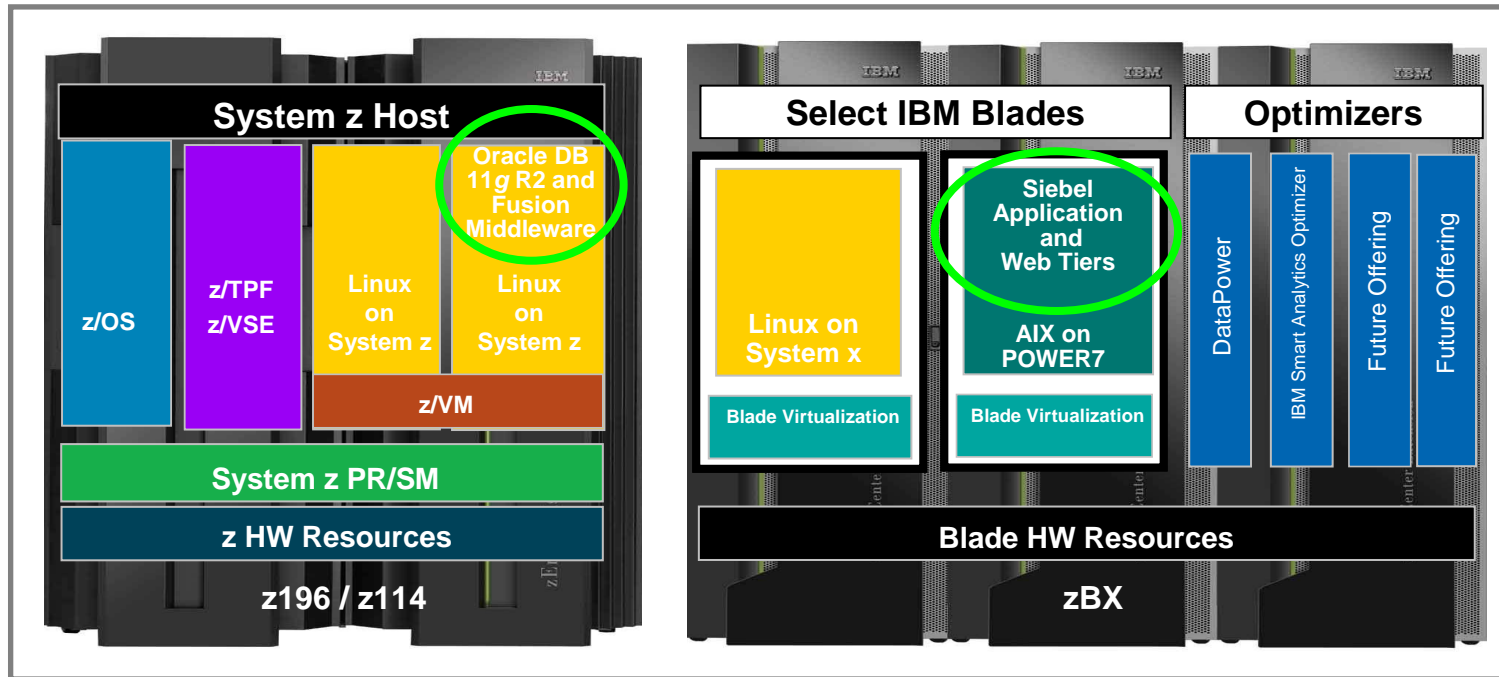 IBM
System z Host
z/OS
z/TPF
z/VSE
Linux
on
System z
Oracle DB
11g R2 and
Fusion
Middleware
Linux
on
System z
z/VM
System z PR/SM
z HW Resources
z196 / z114
IBM
IBM
IBM
Select IBM Blades
Optimizers
Linux on
System x
Blade Virtualization
Siebel
Application
and
Web Tiers
AIX on
POWER7
Blade Virtualization
DataPower
IBM Smart Analytics Optimizer
Future Offering
Future Offering
Blade HW Resources
zBX